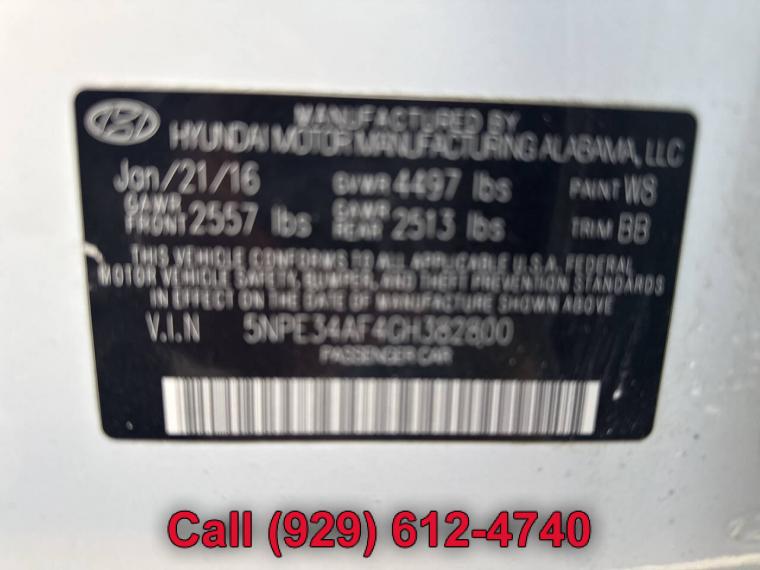 MANUFACTURED BY
HYUNDAI MOTOR MANUFACTURING ALABAMA, LLC
Jan/21/16 GVWR 4497 lbs PAINT W8
GAWR FRONT 2557 lbs GAWR REAR 2513 lbs TRIM BB
THIS VEHICLE CONFORMS TO ALL APPLICABLE U.S.A. FEDERAL
MOTOR VEHICLE SAFETY, BUMPER, AND THEFT PREVENTION STANDARDS
IN EFFECT ON THE DATE OF MANUFACTURE SHOWN ABOVE
V.I.N 5NPE34AF4GH382800
PASSENGER CAR
Call (929) 612-4740